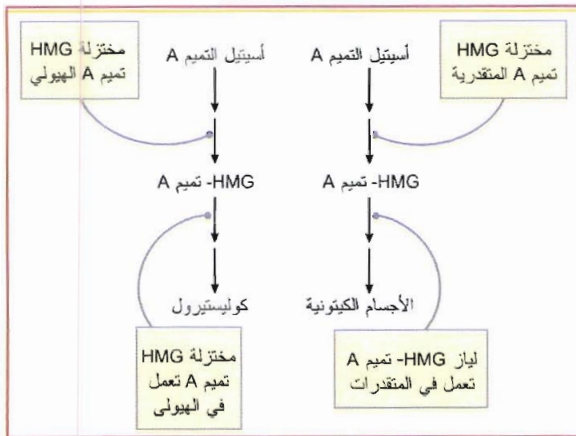 مختزلة HMG
تميم A الهيولي
أسيتيل التميم A
أسيتيل التميم A
مختزلة HMG
تميم A المتقدرية
HMG- تميم A
HMG- تميم A
كوليستيرول
الأجسام الكيتونية
مختزلة HMG
تميم A تعمل
في الهيولى
لياز HMG- تميم A
تعمل في المتقدرات